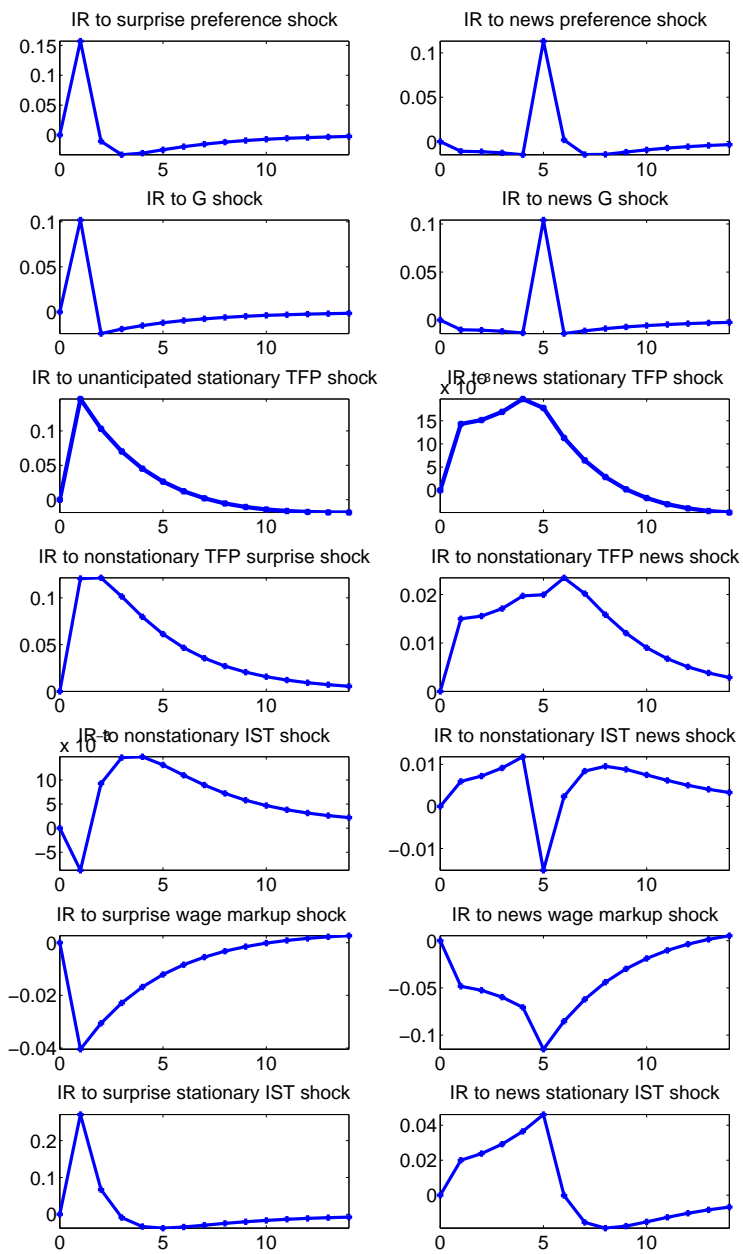 IR to surprise preference shock
0.15
0.1
0.05
0
0 5 10
IR to news preference shock
0.1
0.05
0
0 5 10
IR to G shock
0.1
0.05
0
0 5 10
IR to news G shock
0.1
0.05
0
0 5 10
IR to unanticipated stationary TFP shock
0.1
0.05
0
0 5 10
IR to news stationary TFP shock
x 10−3
15
10
5
0
0 5 10
IR to nonstationary TFP surprise shock
0.1
0.05
0
0 5 10
IR to nonstationary TFP news shock
0.02
0.01
0
0 5 10
IR to nonstationary IST shock
x 10−3
10
5
0
−5
0 5 10
IR to nonstationary IST news shock
0.01
0
−0.01
0 5 10
IR to surprise wage markup shock
0
−0.02
−0.04
0 5 10
IR to news wage markup shock
0
−0.05
−0.1
0 5 10
IR to surprise stationary IST shock
0.2
0.1
0
0 5 10
IR to news stationary IST shock
0.04
0.02
0
0 5 10